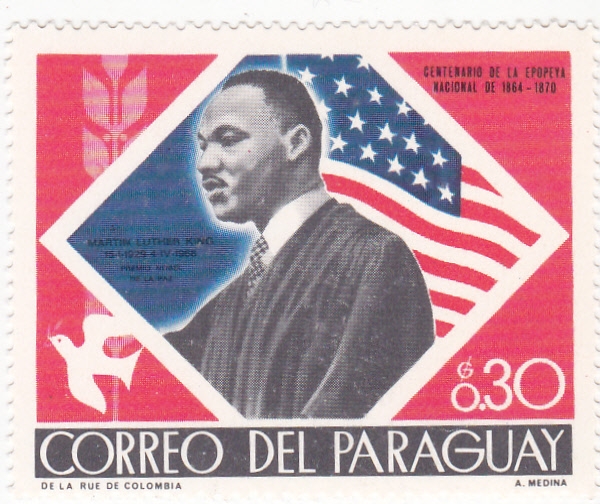 CENTENARIO DE LA EPOPEYA
NACIONAL DE 1864 - 1870
MARTIN LUTHER KING
15-I-1929-4-IV-1968
PREMIO NOBEL
DE LA PAZ
₲ 0.30
CORREO DEL PARAGUAY
DE LA RUE DE COLOMBIA
A. MEDINA